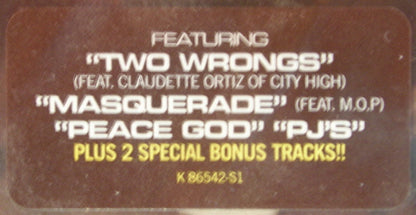 FEATURING
"TWO WRONGS"
(FEAT. CLAUDETTE ORTIZ OF CITY HIGH)
"MASQUERADE" (FEAT. M.O.P)
"PEACE GOD" "PJ'S"
PLUS 2 SPECIAL BONUS TRACKS!!
K 86542-S1